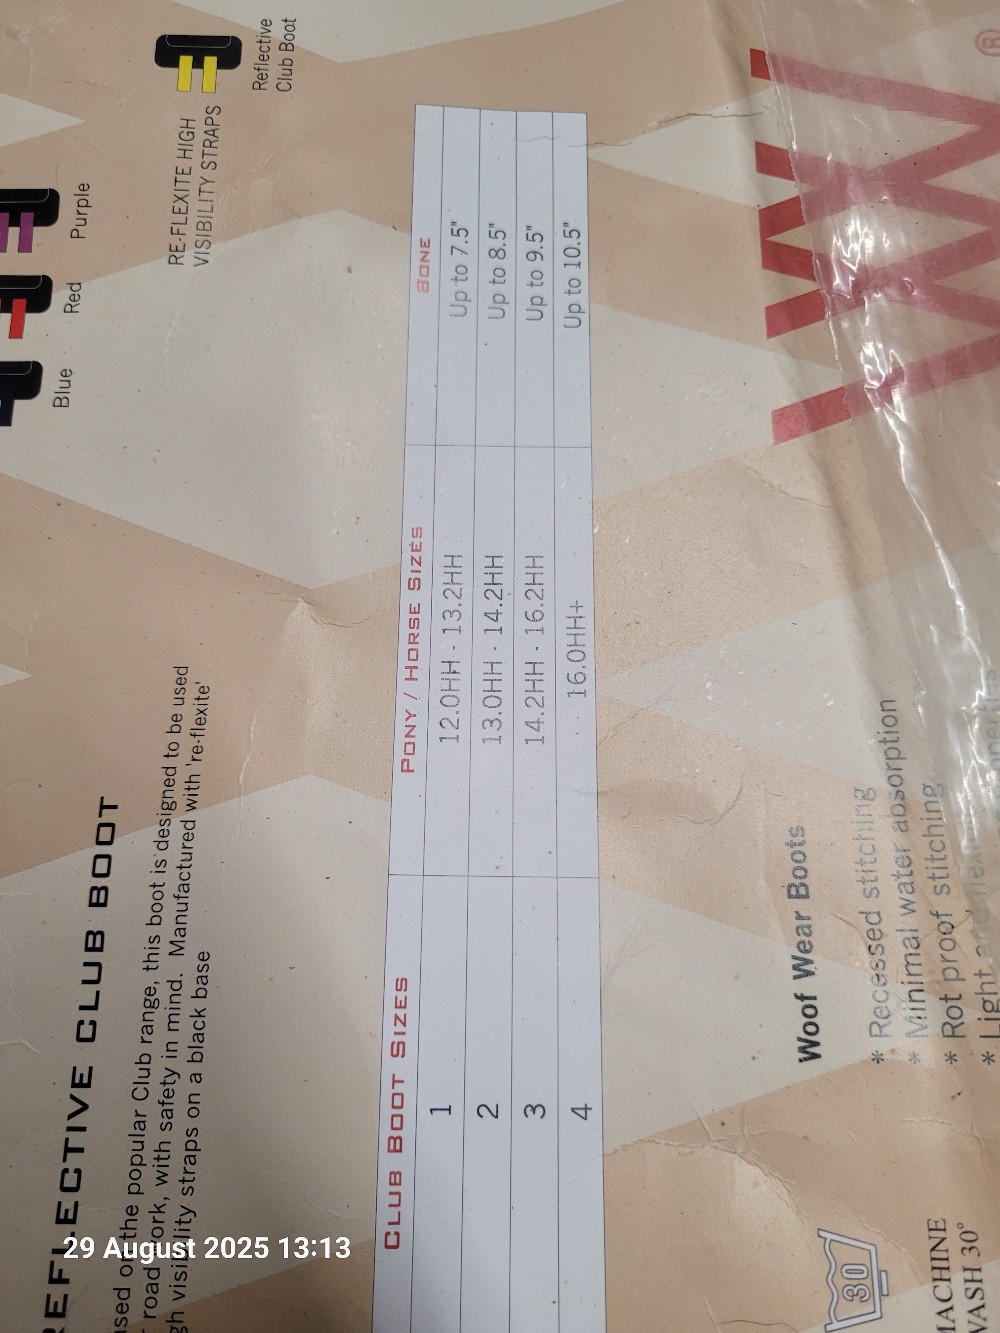 Blue
Red
Purple
RE-FLEXITE HIGH
VISIBILITY STRAPS
Reflective
Club Boat
REFLECTIVE CLUB BOOT
the popular Club range, this boot is designed to be used
road work, with safety in mind. Manufactured with 're-flexite'
visibility straps on a black base
CLUB BOOT SIZES PONY / HORSE SIZES BONE
1 12.0HH - 13.2HH Up to 7.5"
2 13.0HH - 14.2HH Up to 8.5"
3 14.2HH - 16.2HH Up to 9.5"
4 16.0HH+ Up to 10.5"
®
Woof Wear Boots
* Recessed stitching
* Minimal water absorption
* Rot proof stitching
* Light and
30
MACHINE
WASH 30°
29 August 2025 13:13